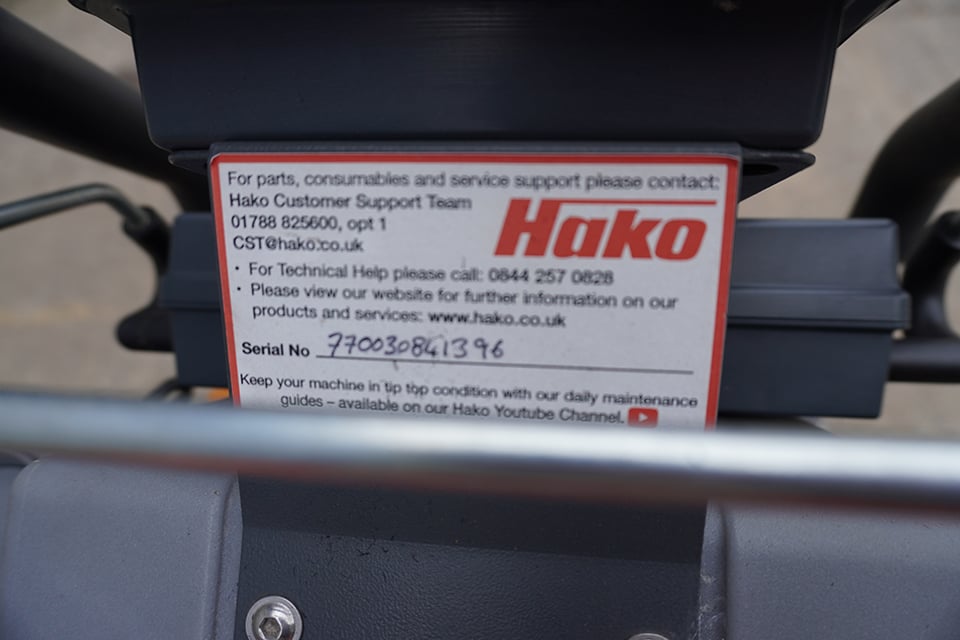 For parts, consumables and service support please contact:
Hako Customer Support Team
01788 825600, opt 1
CST@hako.co.uk
Hako
• For Technical Help please call: 0844 257 0828
• Please view our website for further information on our
products and services: www.hako.co.uk
Serial No 770030841396
Keep your machine in tip top condition with our daily maintenance
guides – available on our Hako Youtube Channel.